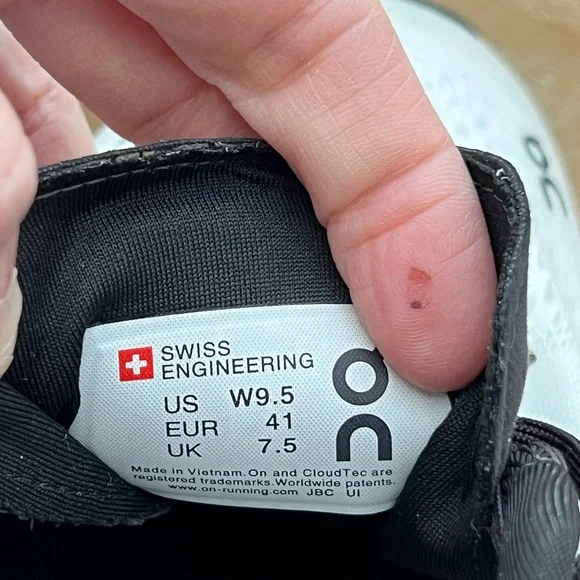 SWISS
ENGINEERING
US W9.5
EUR 41
UK 7.5
Made in Vietnam.On and CloudTec are
registered trademarks.Worldwide patents.
www.on-running.com JBC UI